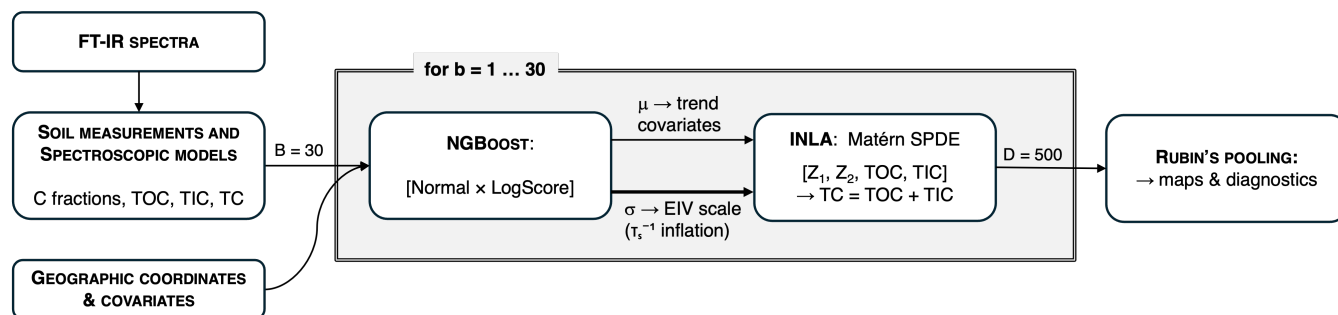 FT-IR SPECTRA
SOIL MEASUREMENTS AND
SPECTROSCOPIC MODELS
C fractions, TOC, TIC, TC
GEOGRAPHIC COORDINATES
& COVARIATES
B = 30
for b = 1 … 30
NGBOOST:
[Normal × LogScore]
μ → trend
covariates
σ → EIV scale
(τₛ⁻¹ inflation)
INLA: Matérn SPDE
[Z₁, Z₂, TOC, TIC]
→ TC = TOC + TIC
D = 500
RUBIN'S POOLING:
→ maps & diagnostics